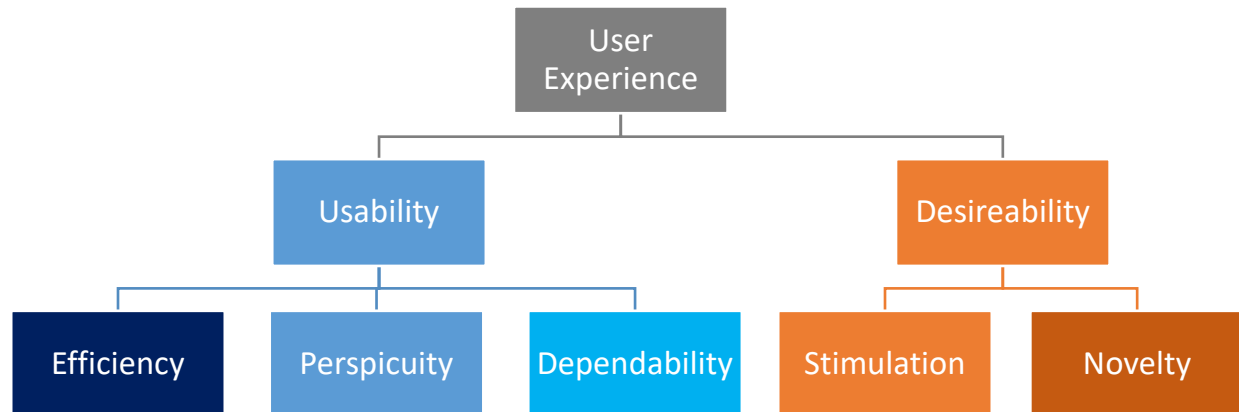 User
Experience
Usability
Desireability
Efficiency
Perspicuity
Dependability
Stimulation
Novelty